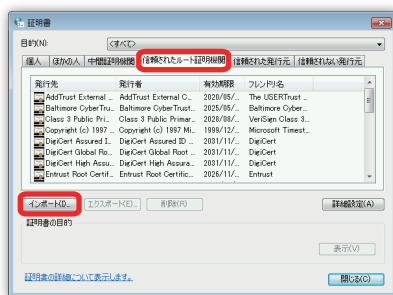 証明書
目的(N): <すべて>
個人 ほかの人 中間証明機関 信頼されたルート証明機関 信頼された発行元 信頼されない発行元
発行先 発行者 有効期限 フレンドリ名
AddTrust External ... AddTrust External C... 2020/05/... The USERTrust ...
Baltimore CyberTru... Baltimore CyberTrus... 2025/05/... Baltimore Cyber...
Class 3 Public Pri... Class 3 Public Primar... 2028/08/... VeriSign Class 3...
Copyright (c) 1997 ... Copyright (c) 1997 Mi... 1999/12/... Microsoft Timest...
DigiCert Assured I... DigiCert Assured ID ... 2031/11/... DigiCert
DigiCert Global Ro... DigiCert Global Root ... 2031/11/... DigiCert
DigiCert High Assu... DigiCert High Assura... 2031/11/... DigiCert
Entrust Root Certif... Entrust Root Certific... 2026/11/... Entrust
インポート(I)... エクスポート(E)... 削除(R) 詳細設定(A)
証明書の目的
表示(V)
証明書の詳細について表示します。
閉じる(C)